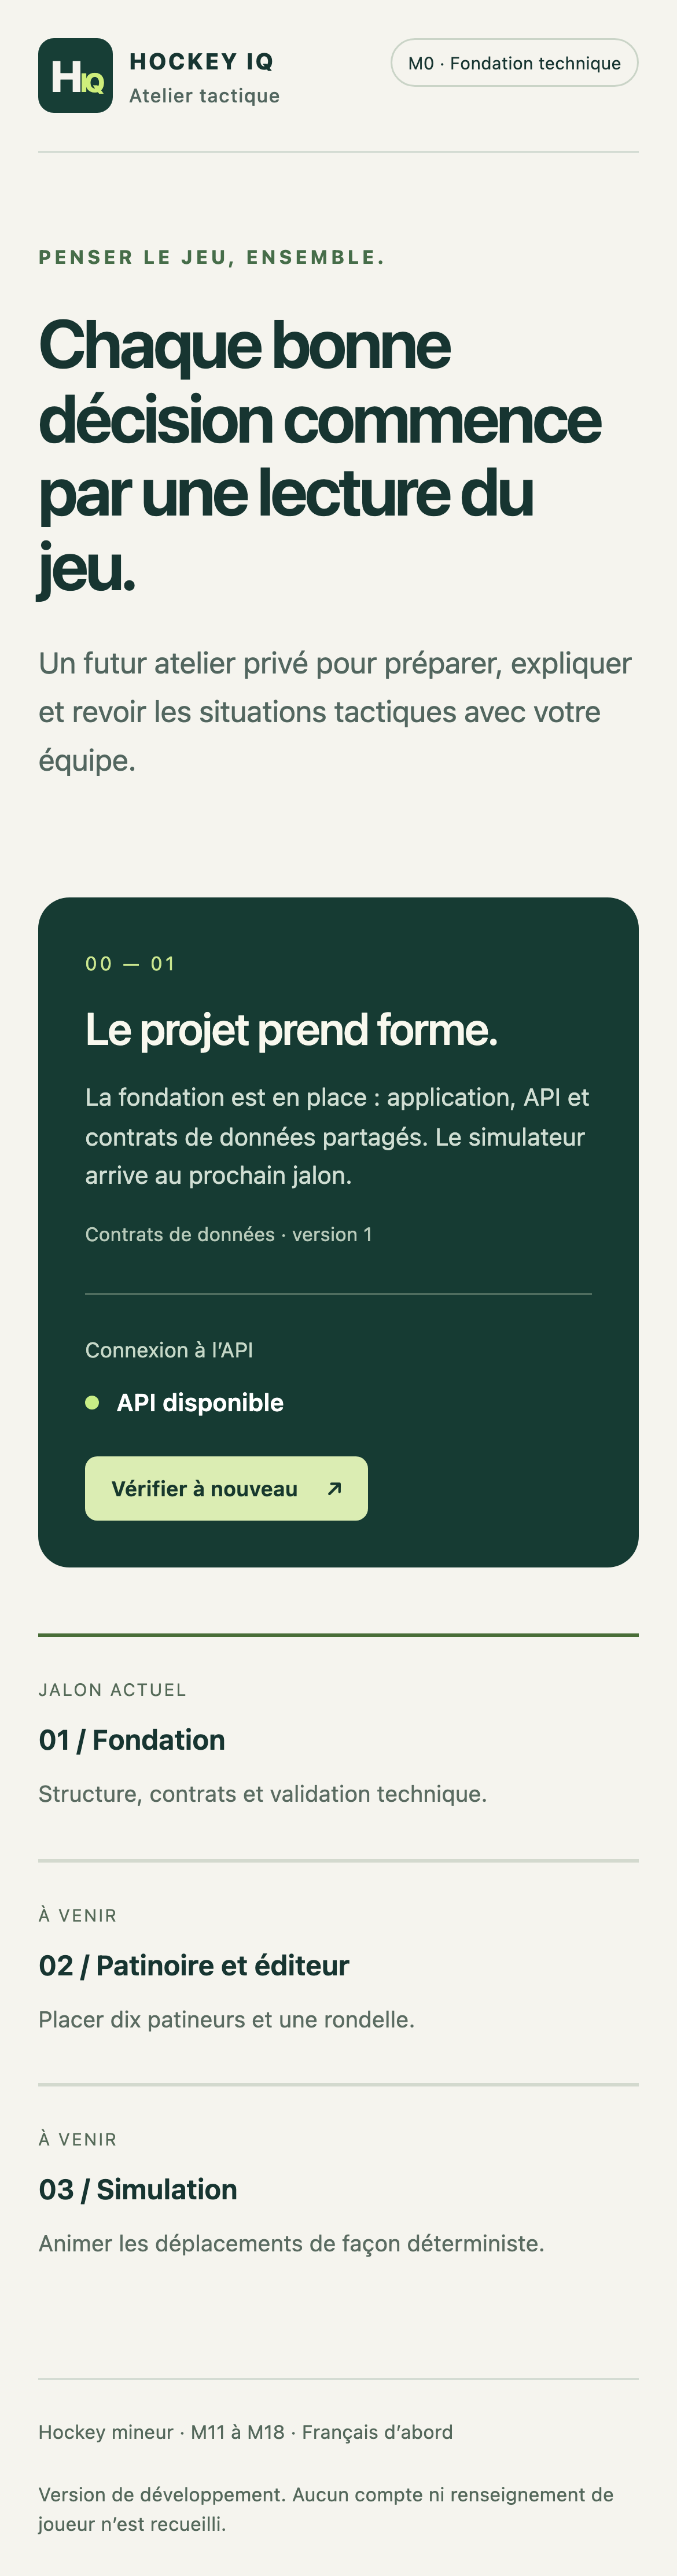 HIQ
HOCKEY IQ
Atelier tactique
M0 · Fondation technique
PENSER LE JEU, ENSEMBLE.
Chaque bonne
décision commence
par une lecture du
jeu.
Un futur atelier privé pour préparer, expliquer
et revoir les situations tactiques avec votre
équipe.
00 — 01
Le projet prend forme.
La fondation est en place : application, API et
contrats de données partagés. Le simulateur
arrive au prochain jalon.
Contrats de données · version 1
Connexion à l’API
API disponible
Vérifier à nouveau ↗
JALON ACTUEL
01 / Fondation
Structure, contrats et validation technique.
À VENIR
02 / Patinoire et éditeur
Placer dix patineurs et une rondelle.
À VENIR
03 / Simulation
Animer les déplacements de façon déterministe.
Hockey mineur · M11 à M18 · Français d’abord
Version de développement. Aucun compte ni renseignement de
joueur n’est recueilli.